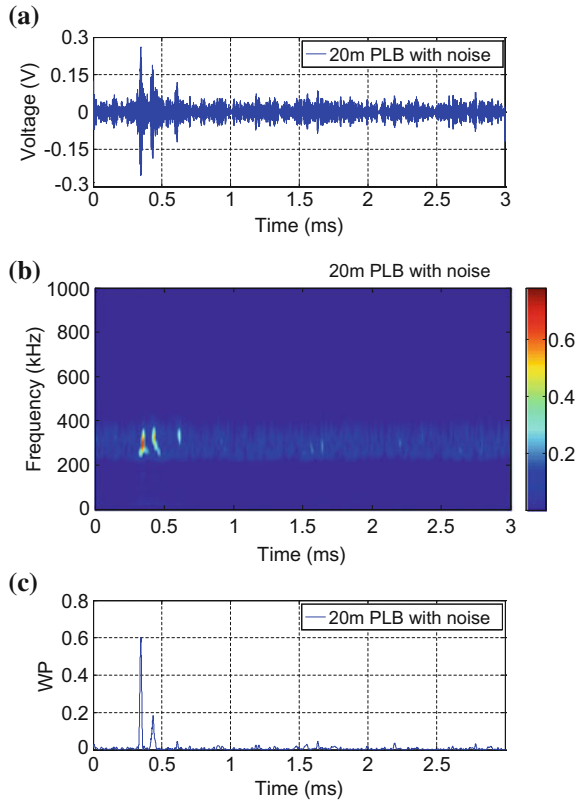 (a)
0.3
0.15
0
-0.15
-0.3
Voltage (V)
20m PLB with noise
0 0.5 1 1.5 2 2.5 3
Time (ms)
(b)
20m PLB with noise
1000
800
600
400
200
0
Frequency (kHz)
0.6
0.4
0.2
0 0.5 1 1.5 2 2.5 3
Time (ms)
(c)
0.8
0.6
0.4
0.2
0
WP
20m PLB with noise
0 0.5 1 1.5 2 2.5
Time (ms)